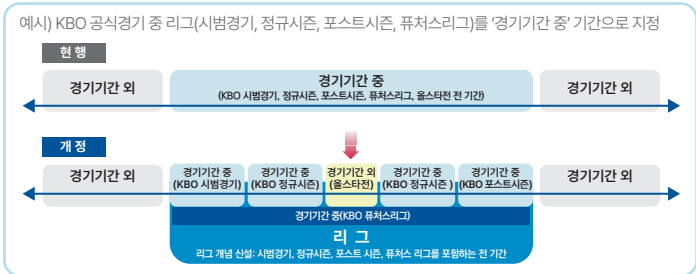 예시) KBO 공식경기 중 리그(시범경기, 정규시즌, 포스트시즌, 퓨처스리그)를 '경기기간 중' 기간으로 지정
현 행
경기기간 외
경기기간 중
(KBO 시범경기, 정규시즌, 포스트시즌, 퓨처스리그, 올스타전 전 기간)
경기기간 외
개 정
경기기간 외
경기기간 중
(KBO 시범경기)
경기기간 중
(KBO 정규시즌)
경기기간 외
(올스타전)
경기기간 중
(KBO 정규시즌 )
경기기간 중
(KBO 포스트시즌)
경기기간 외
경기기간 중(KBO 퓨처스리그)
리 그
리그 개념 신설: 시범경기, 정규시즌, 포스트 시즌, 퓨처스 리그를 포함하는 전 기간